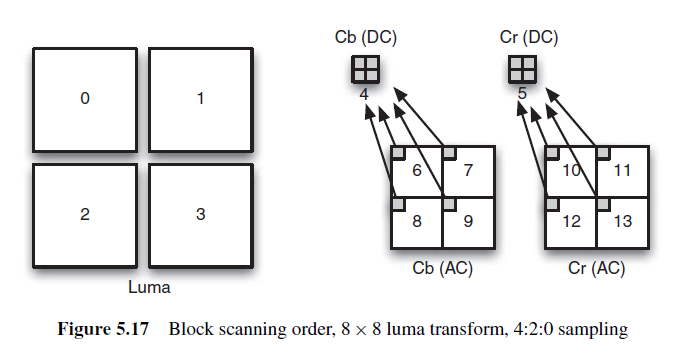 Cb (DC) Cr (DC)
0 1
4 5
6 7 10 11
2 3
8 9 12 13
Cb (AC) Cr (AC)
Luma
Figure 5.17 Block scanning order, 8 × 8 luma transform, 4:2:0 sampling